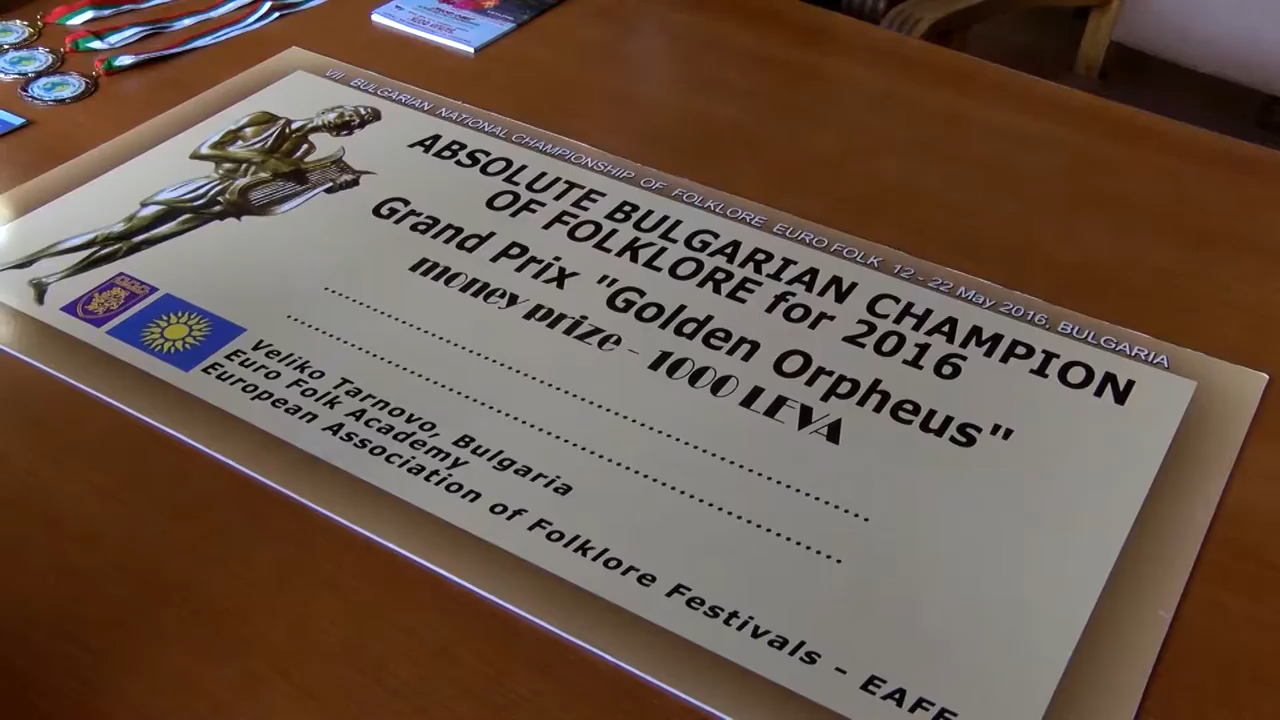 VII BULGARIAN NATIONAL CHAMPIONSHIP OF FOLKLORE EURO FOLK 12 - 22 May 2016, BULGARIA
ABSOLUTE BULGARIAN CHAMPION
OF FOLKLORE for 2016
Grand Prix "Golden Orpheus"
money prize - 1000 LEVA
Veliko Tarnovo, Bulgaria
Euro Folk Academy
European Association of Folklore Festivals - EAFF